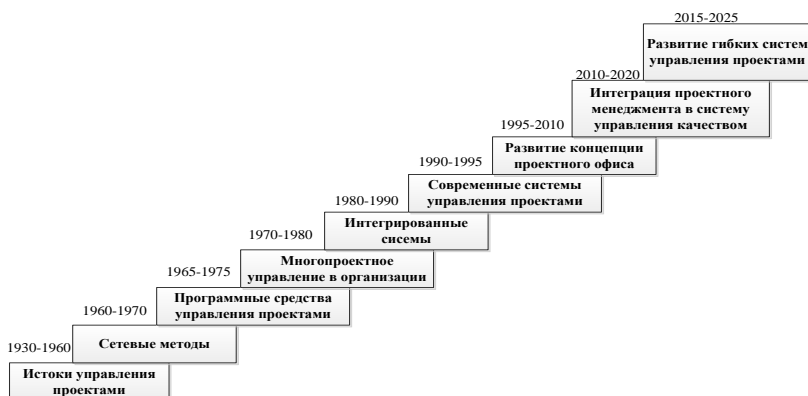 2015-2025
Развитие гибких систем
управления проектами
2010-2020
Интеграция проектного
менеджмента в систему
управления качеством
1995-2010
Развитие концепции
проектного офиса
1990-1995
Современные системы
управления проектами
1980-1990
Интегрированные
сисемы
1970-1980
Многопроектное
управление в организации
1965-1975
Программные средства
управления проектами
1960-1970
Сетевые методы
1930-1960
Истоки управления
проектами